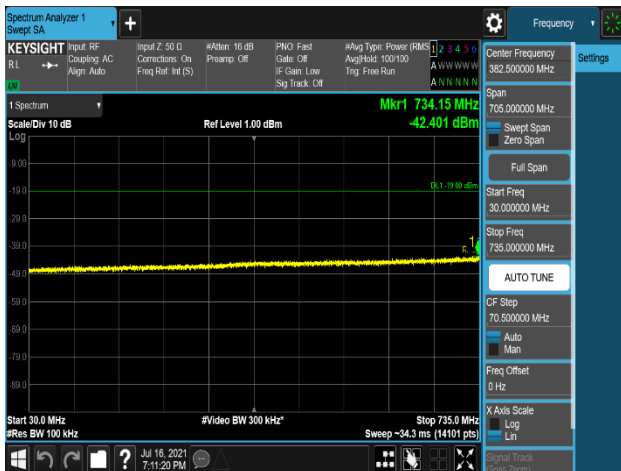 Spectrum Analyzer 1
Swept SA
+
Frequency
KEYSIGHT
RL
Input: RF
Coupling: AC
Align: Auto
Input Z: 50 Ω
Corrections: On
Freq Ref: Int (S)
#Atten: 16 dB
Preamp: Off
PNO: Fast
Gate: Off
IF Gain: Low
Sig Track: Off
#Avg Type: Power (RMS
Avg|Hold: 100/100
Trig: Free Run
1 2 3 4 5 6
A W W W W W
A N N N N N
1 Spectrum
Scale/Div 10 dB
Log
Ref Level 1.00 dBm
Mkr1 734.15 MHz
-42.401 dBm
-9.00
-19.0
DL1 -19.00 dBm
-29.0
-39.0
1
-49.0
-59.0
-69.0
-79.0
-89.0
Start 30.0 MHz
#Res BW 100 kHz
#Video BW 300 kHz*
Stop 735.0 MHz
Sweep ~34.3 ms (14101 pts)
?
Jul 16, 2021
7:11:20 PM
Center Frequency
382.500000 MHz
Settings
Span
705.000000 MHz
Swept Span
Zero Span
Full Span
Start Freq
30.000000 MHz
Stop Freq
735.000000 MHz
AUTO TUNE
CF Step
70.500000 MHz
Auto
Man
Freq Offset
0 Hz
X Axis Scale
Log
Lin
Signal Track
(Span Zoom)